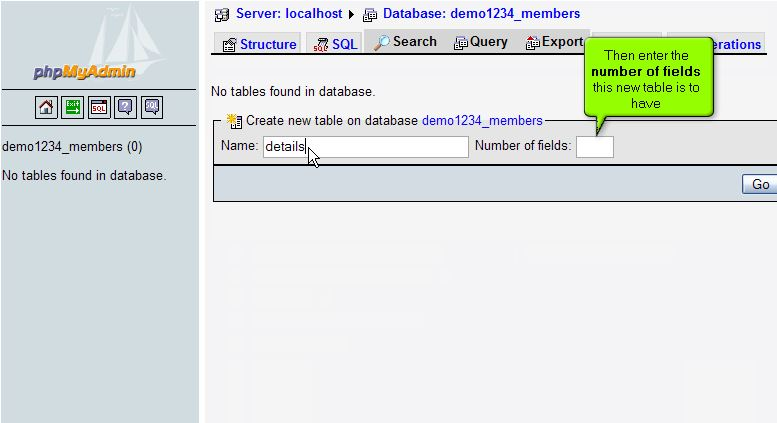 phpMyAdmin
SQL
demo1234_members (0)
No tables found in database.
Server: localhost Database: demo1234_members
Structure SQL Search Query Export erations
Then enter the
number of fields
this new table is to
have
No tables found in database.
Create new table on database demo1234_members
Name: details Number of fields:
Go